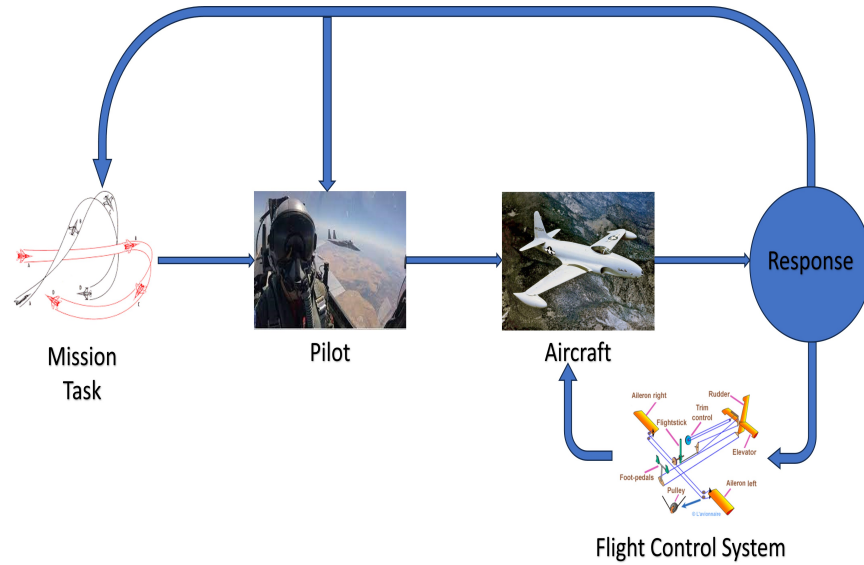 Response
Mission
Task
Pilot
Aircraft
Rudder
Aileron right
Trim
control
Flightstick
Elevator
Foot-pedals
Aileron left
Pulley
Flight Control System